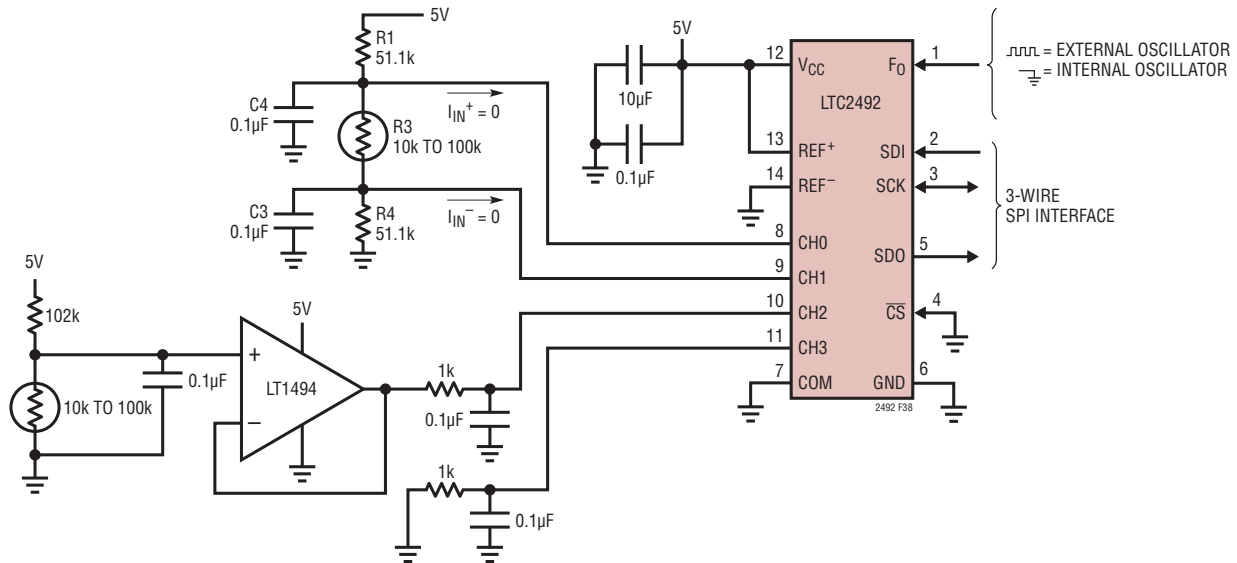 5V
R1
51.1k
C4
0.1µF
I_IN⁺ = 0
R3
10k TO 100k
C3
0.1µF
I_IN⁻ = 0
R4
51.1k
5V
10µF
0.1µF
12
V_CC
F_O
1
LTC2492
13
REF⁺
SDI
2
14
REF⁻
SCK
3
8
CH0
SDO
5
9
CH1
10
CH2
C̅S̅
4
11
CH3
7
COM
GND
6
2492 F38
= EXTERNAL OSCILLATOR
= INTERNAL OSCILLATOR
3-WIRE
SPI INTERFACE
5V
102k
10k TO 100k
0.1µF
5V
+
LT1494
−
1k
0.1µF
1k
0.1µF